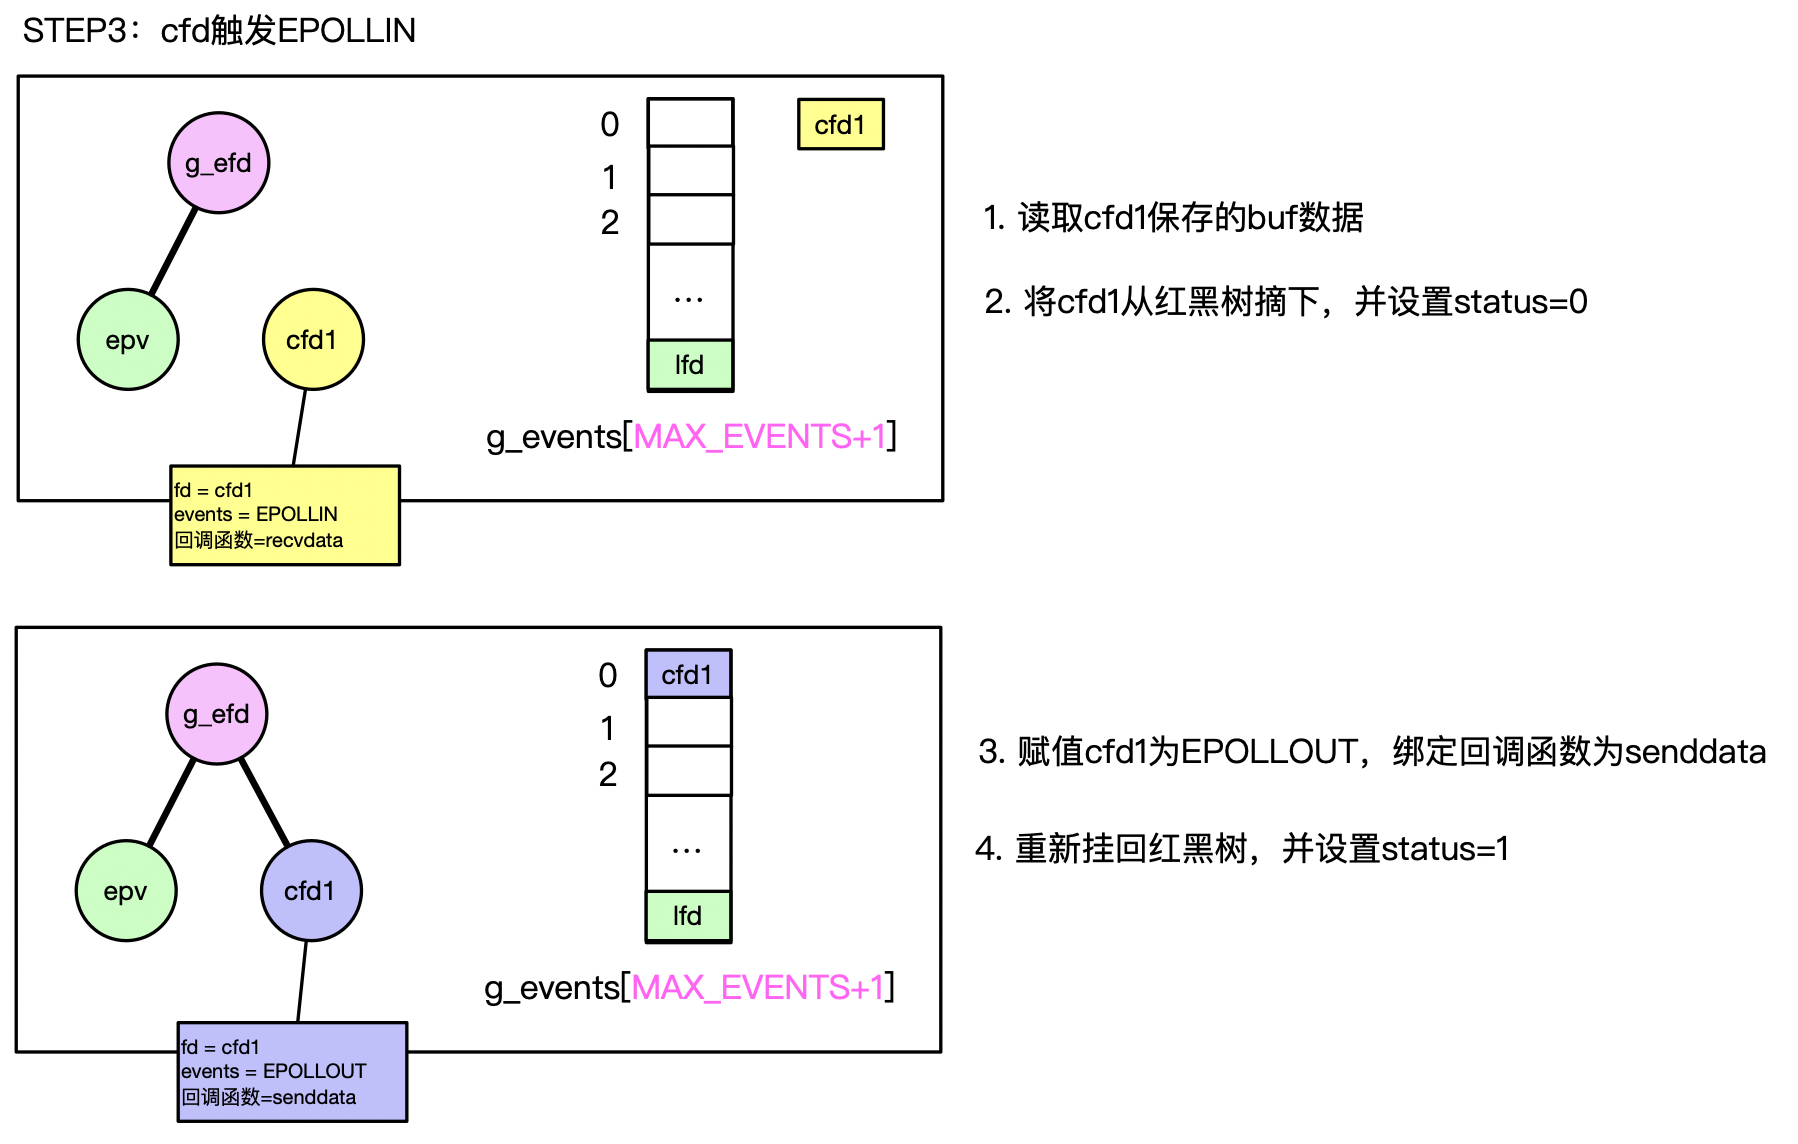 STEP3：cfd触发EPOLLIN
g_efd
epv
cfd1
fd = cfd1
events = EPOLLIN
回调函数=recvdata
0
1
2
...
lfd
cfd1
g_events[MAX_EVENTS+1]
1. 读取cfd1保存的buf数据
2. 将cfd1从红黑树摘下，并设置status=0
g_efd
epv
cfd1
fd = cfd1
events = EPOLLOUT
回调函数=senddata
0
cfd1
1
2
...
lfd
g_events[MAX_EVENTS+1]
3. 赋值cfd1为EPOLLOUT，绑定回调函数为senddata
4. 重新挂回红黑树，并设置status=1